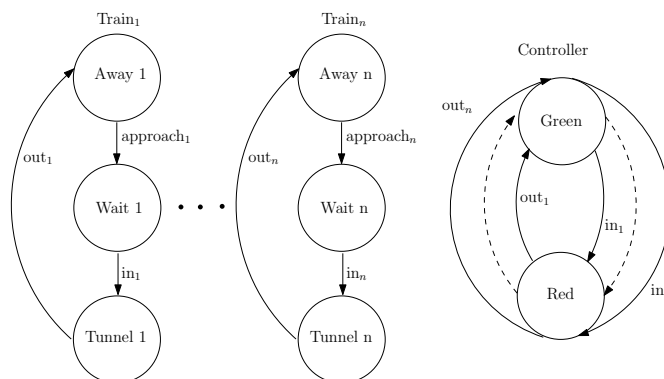 Train₁
Trainₙ
Controller
Away 1
Away n
outₙ
Green
approach₁
approachₙ
out₁
outₙ
out₁
Wait 1
Wait n
in₁
in₁
inₙ
Red
in
Tunnel 1
Tunnel n